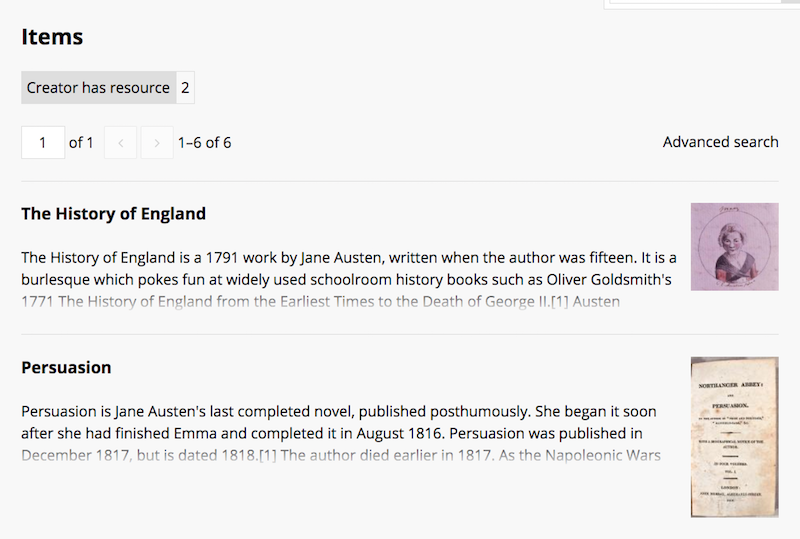 Items
Creator has resource 2
1 of 1 < > 1–6 of 6
Advanced search
The History of England
The History of England is a 1791 work by Jane Austen, written when the author was fifteen. It is a
burlesque which pokes fun at widely used schoolroom history books such as Oliver Goldsmith's
1771 The History of England from the Earliest Times to the Death of George II.[1] Austen
Persuasion
Persuasion is Jane Austen's last completed novel, published posthumously. She began it soon
after she had finished Emma and completed it in August 1816. Persuasion was published in
December 1817, but is dated 1818.[1] The author died earlier in 1817. As the Napoleonic Wars
NORTHANGER ABBEY:
AND
PERSUASION.
WITH A BIOGRAPHICAL NOTICE OF THE
AUTHOR.
IN FOUR VOLUMES.
VOL. I.
LONDON: